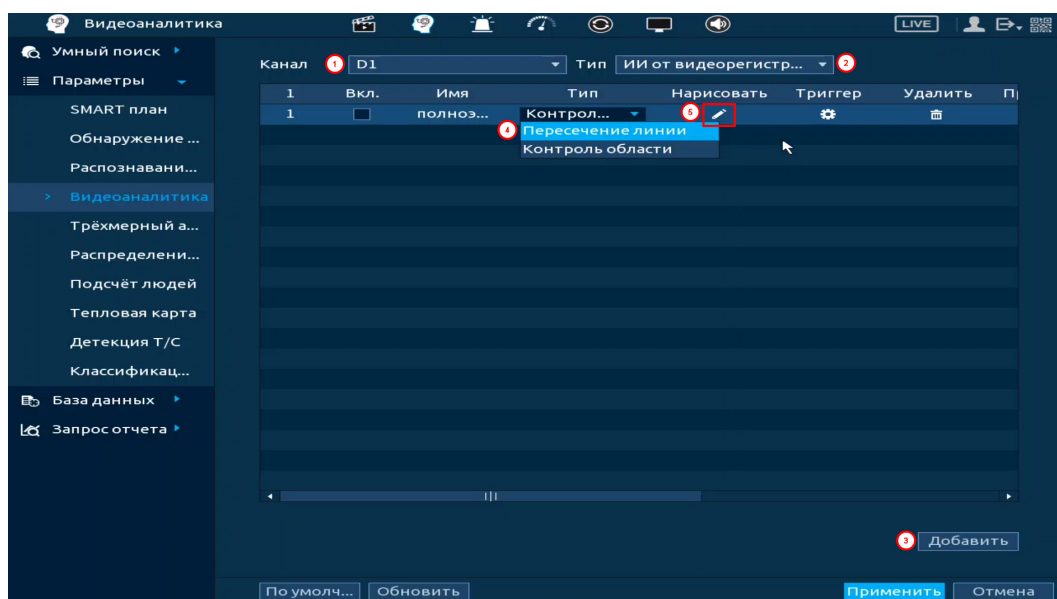 Видеоаналитика
LIVE
Умный поиск
Параметры
SMART план
Обнаружение ...
Распознавани...
Видеоаналитика
Трёхмерный а...
Распределени...
Подсчёт людей
Тепловая карта
Детекция Т/С
Классификац...
База данных
Запрос отчета
Канал 1 D1 Тип ИИ от видеорегистр... 2
1 Вкл. Имя Тип Нарисовать Триггер Удалить П
1 полноэ... Контрол... 5
4 Пересечение линии
Контроль области
3 Добавить
По умолч... Обновить Применить Отмена